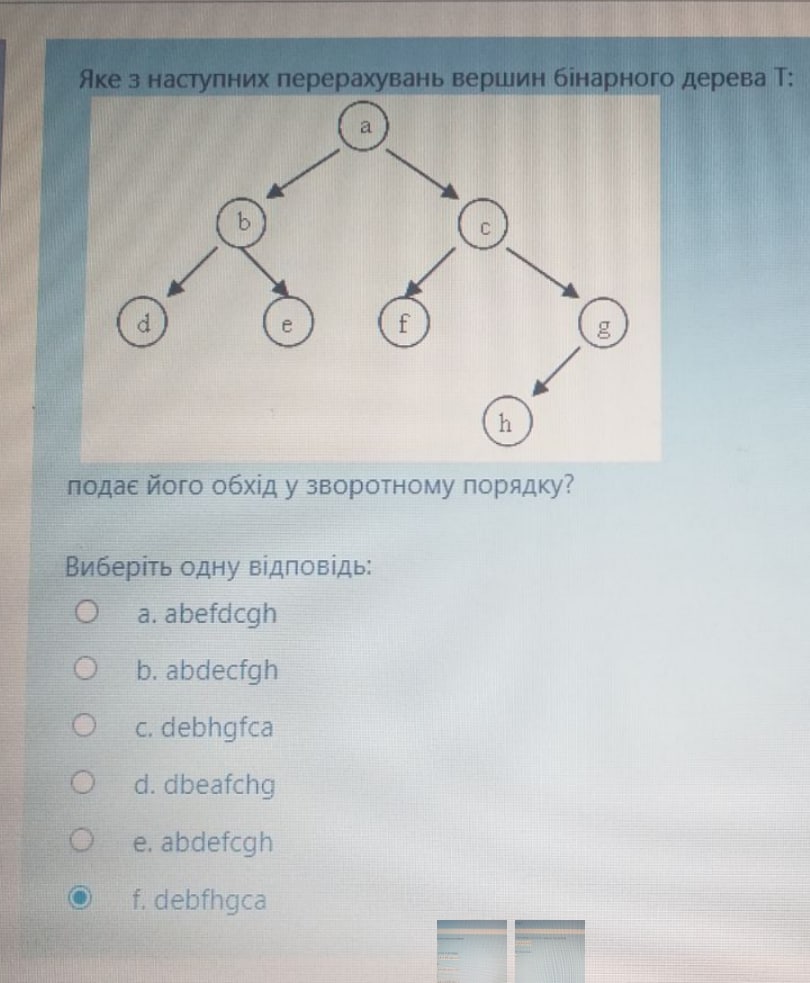 Яке з наступних перерахувань вершин бінарного дерева Т:
a
b
c
d
e
f
g
h
подає його обхід у зворотному порядку?
Виберіть одну відповідь:
a. abefdcgh
b. abdecfgh
c. debhgfca
d. dbeafchg
e. abdefcgh
f. debfhgca